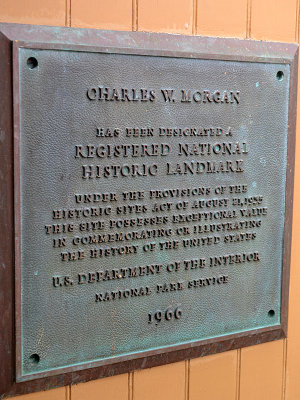 CHARLES W. MORGAN
HAS BEEN DESIGNATED A
REGISTERED NATIONAL
HISTORIC LANDMARK
UNDER THE PROVISIONS OF THE
HISTORIC SITES ACT OF AUGUST 21, 1935
THIS SITE POSSESSES EXCEPTIONAL VALUE
IN COMMEMORATING OR ILLUSTRATING
THE HISTORY OF THE UNITED STATES
U.S. DEPARTMENT OF THE INTERIOR
NATIONAL PARK SERVICE
1966